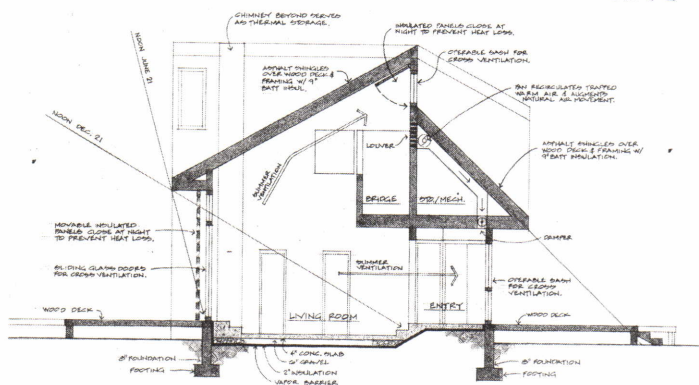 CHIMNEY BEYOND SERVES
AS THERMAL STORAGE.
INSULATED PANELS CLOSE AT
NIGHT TO PREVENT HEAT LOSS.
NOON JUNE 21
OPERABLE SASH FOR
CROSS VENTILATION.
ASPHALT SHINGLES
OVER WOOD DECK &
FRAMING W/ 9"
BATT INSUL.
FAN RECIRCULATES TRAPPED
WARM AIR & AUGMENTS
NATURAL AIR MOVEMENT.
NOON DEC. 21
LOUVER
ASPHALT SHINGLES OVER
WOOD DECK & FRAMING W/
9" BATT INSULATION.
SUMMER
VENTILATION
BRIDGE
STO./MECH.
MOVABLE INSULATED
PANELS CLOSE AT NIGHT
TO PREVENT HEAT LOSS.
DAMPER
SLIDING GLASS DOORS
FOR CROSS VENTILATION.
SUMMER
VENTILATION
OPERABLE SASH
FOR CROSS
VENTILATION.
WOOD DECK
LIVING ROOM
ENTRY
WOOD DECK
8" FOUNDATION
FOOTING
4" CONC. SLAB
GRAVEL
2" INSULATION
VAPOR BARRIER
8" FOUNDATION
FOOTING